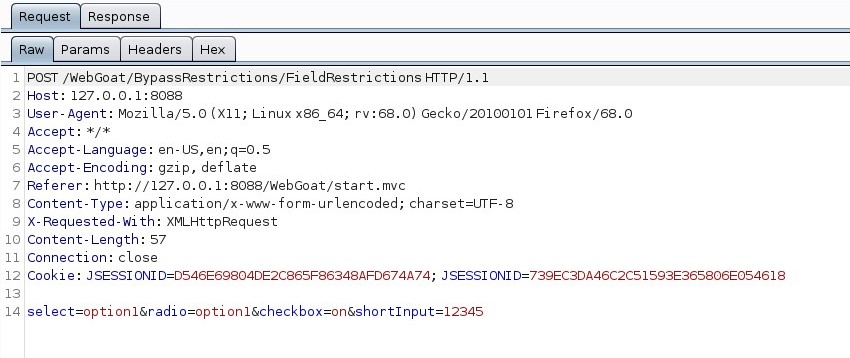 Request Response
Raw Params Headers Hex
1 POST /WebGoat/BypassRestrictions/FieldRestrictions HTTP/1.1
2 Host: 127.0.0.1:8088
3 User-Agent: Mozilla/5.0 (X11; Linux x86_64; rv:68.0) Gecko/20100101 Firefox/68.0
4 Accept: */*
5 Accept-Language: en-US,en;q=0.5
6 Accept-Encoding: gzip, deflate
7 Referer: http://127.0.0.1:8088/WebGoat/start.mvc
8 Content-Type: application/x-www-form-urlencoded; charset=UTF-8
9 X-Requested-With: XMLHttpRequest
10 Content-Length: 57
11 Connection: close
12 Cookie: JSESSIONID=D546E69804DE2C865F86348AFD674A74; JSESSIONID=739EC3DA46C2C51593E365806E054618
13
14 select=option1&radio=option1&checkbox=on&shortInput=12345